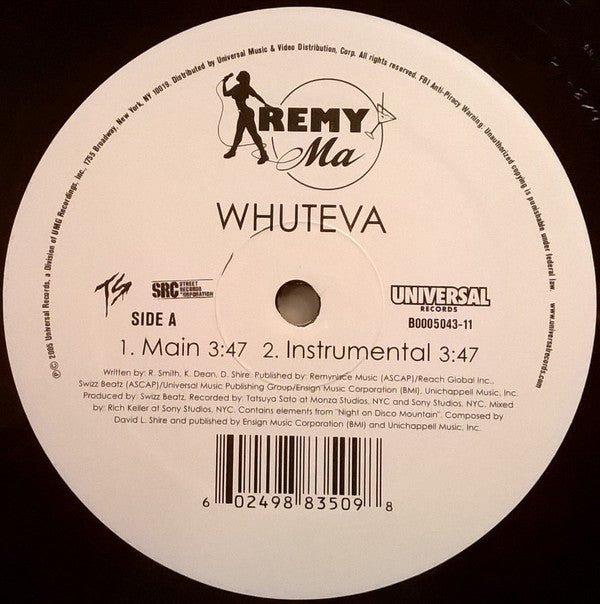 ℗© 2005 Universal Records, a Division of UMG Recordings, Inc., 1755 Broadway, New York, NY 10019. Distributed by Universal Music & Video Distribution, Corp. All rights reserved. FBI Anti-Piracy Warning: Unauthorized copying is punishable under federal law. www.universalrecords.com
REMY
Ma
WHUTEVA
TS
SRC STREET RECORDS CORPORATION
UNIVERSAL
RECORDS
SIDE A
B0005043-11
1. Main 3:47 2. Instrumental 3:47
Written by: R. Smith, K. Dean, D. Shire. Published by: Remynisce Music (ASCAP)/Reach Global Inc.,
Swizz Beatz (ASCAP)/Universal Music Publishing Group/Ensign Music Corporation (BMI), Unichappell Music, Inc.
Produced by: Swizz Beatz. Recorded by: Tatsuya Sato at Monza Studios, NYC and Sony Studios, NYC. Mixed
by: Rich Keller at Sony Studios, NYC. Contains elements from "Night on Disco Mountain". Composed by
David L. Shire and published by Ensign Music Corporation (BMI) and Unichappell Music, Inc.
6 02498 83509 8